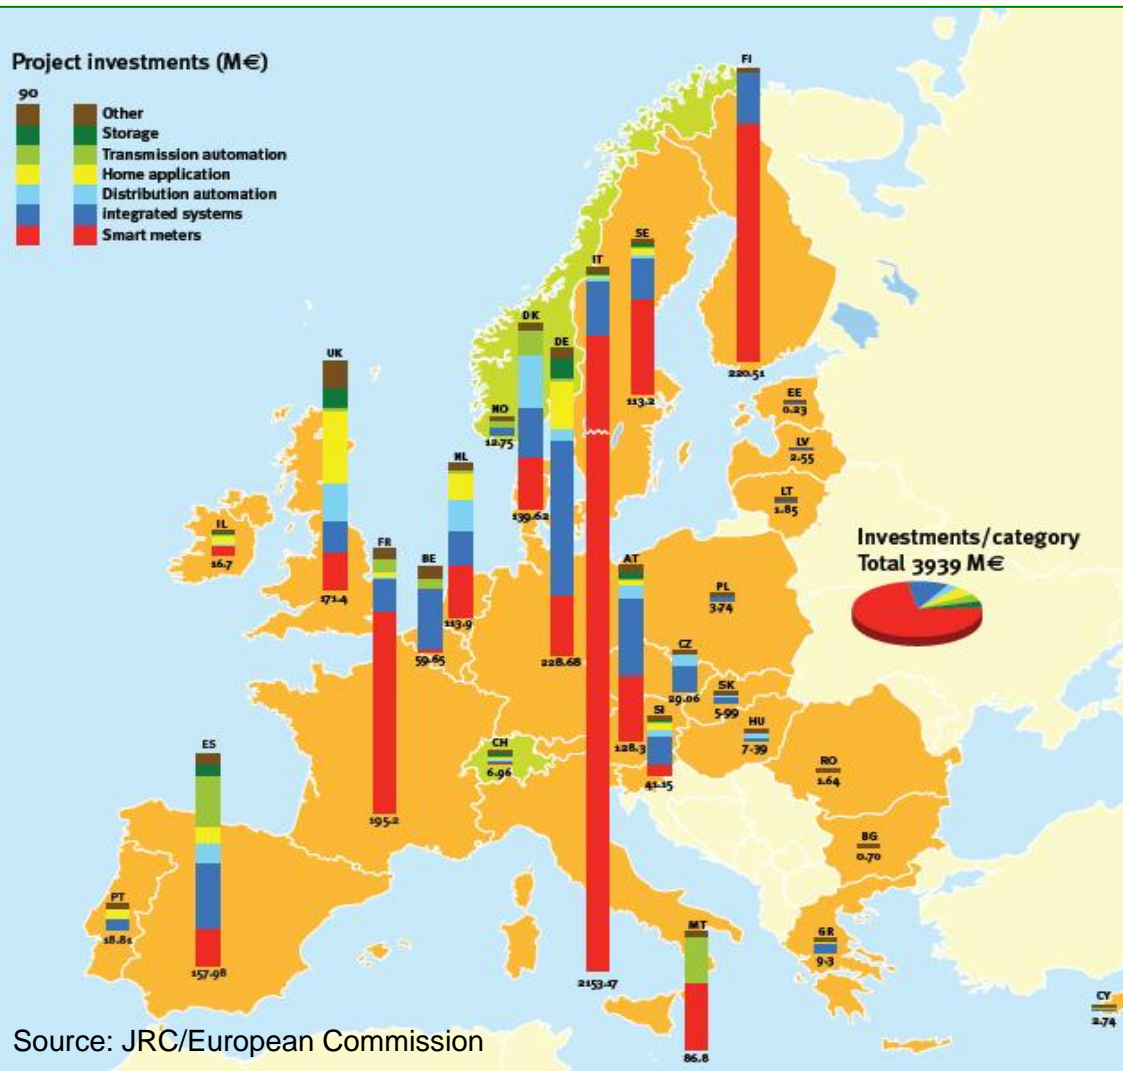 Project investments (M€)
90
Other
Storage
Transmission automation
Home application
Distribution automation
integrated systems
Smart meters
FI
220.51
SE
113.2
IT
2153.17
DK
139.62
DE
228.68
UK
171.4
NO
12.75
NL
113.9
EE
0.23
LV
2.55
LT
1.85
IL
16.7
FR
195.2
BE
59.65
AT
128.3
PL
3.74
Investments/category
Total 3939 M€
CZ
29.06
SK
5.99
SI
41.15
HU
7.39
CH
6.96
RO
1.64
ES
157.98
BG
0.70
PT
18.81
MT
86.8
GR
9.3
CY
2.74
Source: JRC/European Commission